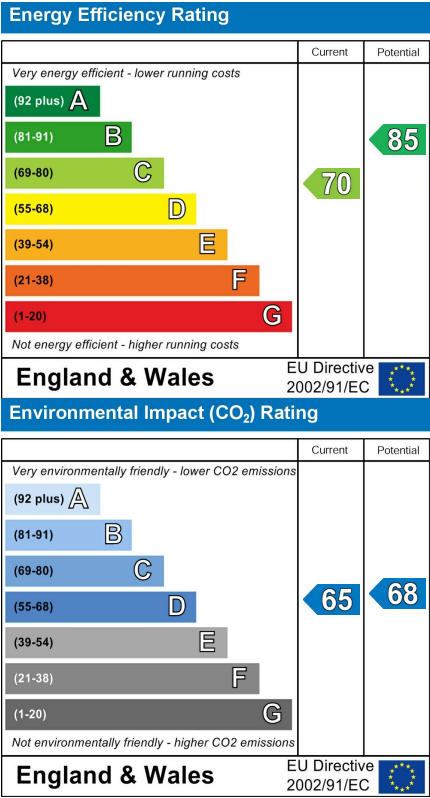 Energy Efficiency Rating
Current Potential
Very energy efficient - lower running costs
(92 plus) A
(81-91) B
(69-80) C
(55-68) D
(39-54) E
(21-38) F
(1-20) G
70
85
Not energy efficient - higher running costs
England & Wales
EU Directive
2002/91/EC
Environmental Impact (CO₂) Rating
Current Potential
Very environmentally friendly - lower CO2 emissions
(92 plus) A
(81-91) B
(69-80) C
(55-68) D
(39-54) E
(21-38) F
(1-20) G
65
68
Not environmentally friendly - higher CO2 emissions
England & Wales
EU Directive
2002/91/EC